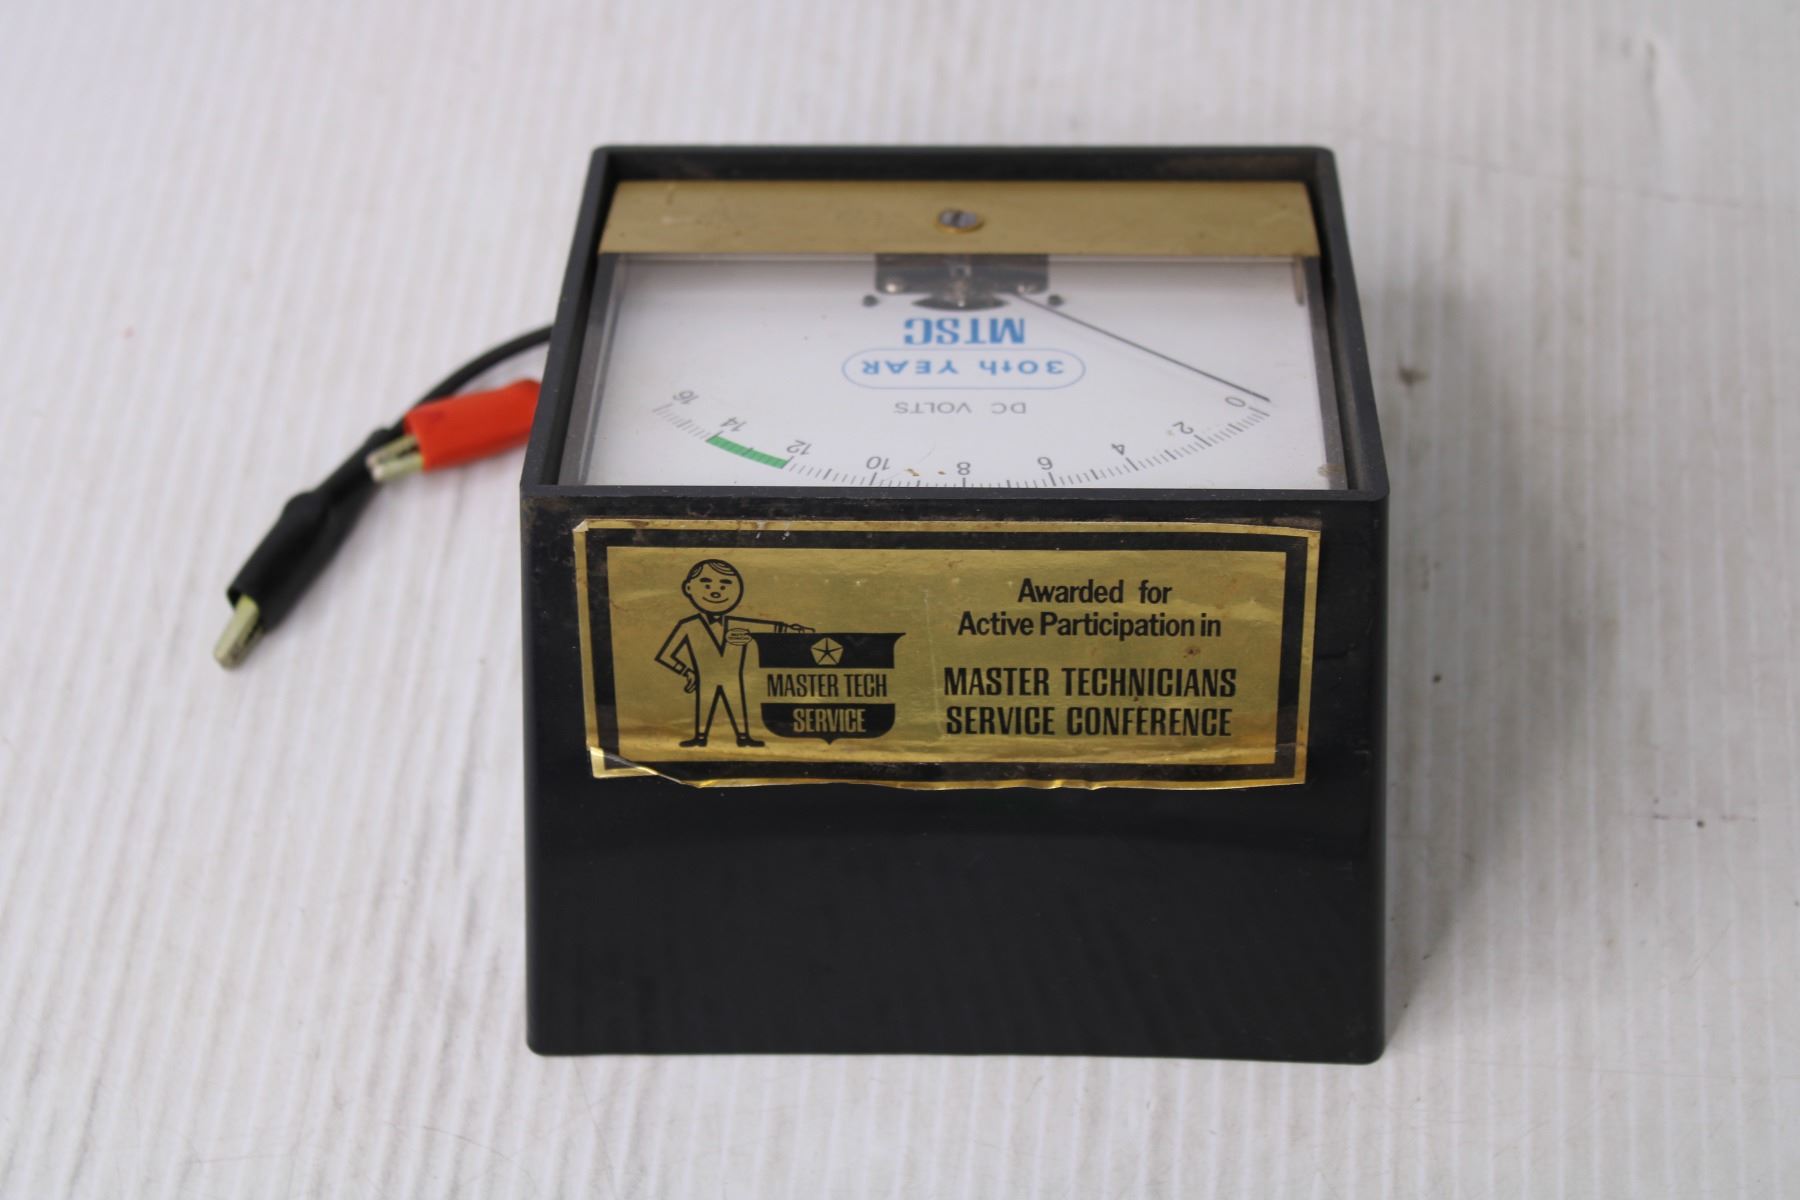 MTSC
30th YEAR
DC VOLTS
0 2 4 6 8 10 12 14 16
Awarded for
Active Participation in
MASTER TECHNICIANS
SERVICE CONFERENCE
MASTER TECH
SERVICE